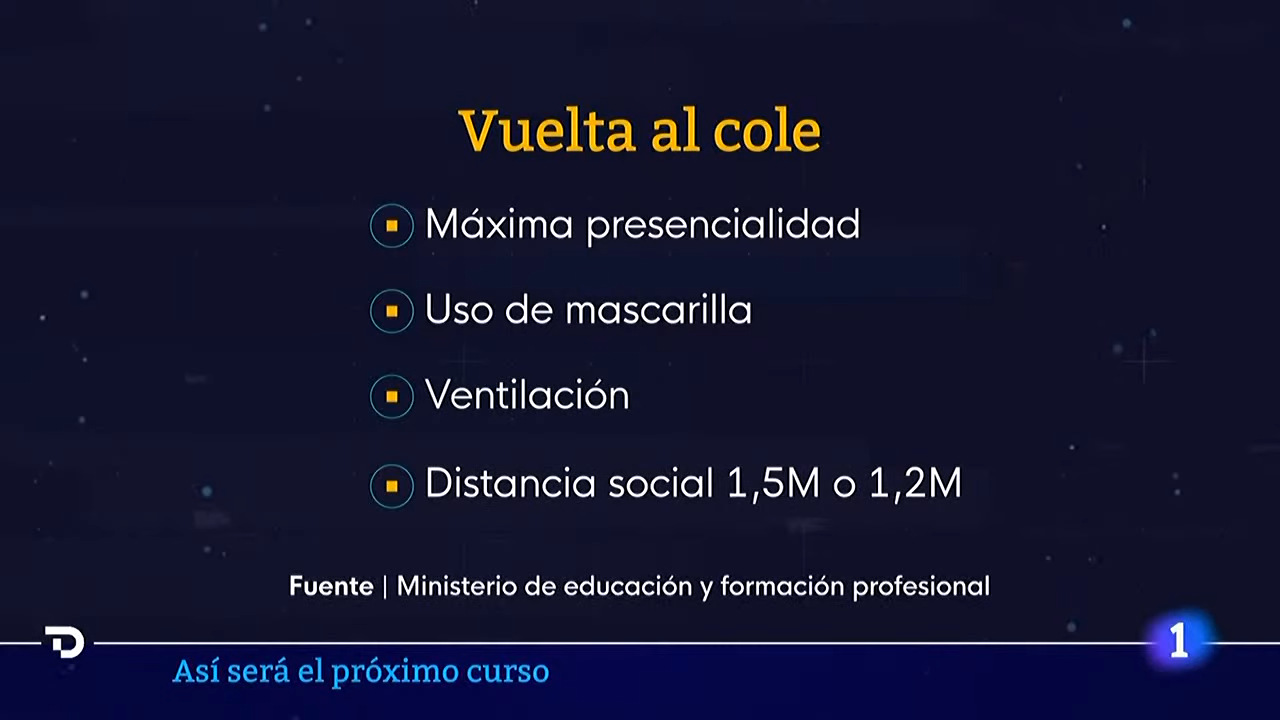 Vuelta al cole
Máxima presencialidad
Uso de mascarilla
Ventilación
Distancia social 1,5M o 1,2M
Fuente | Ministerio de educación y formación profesional
1
Así será el próximo curso